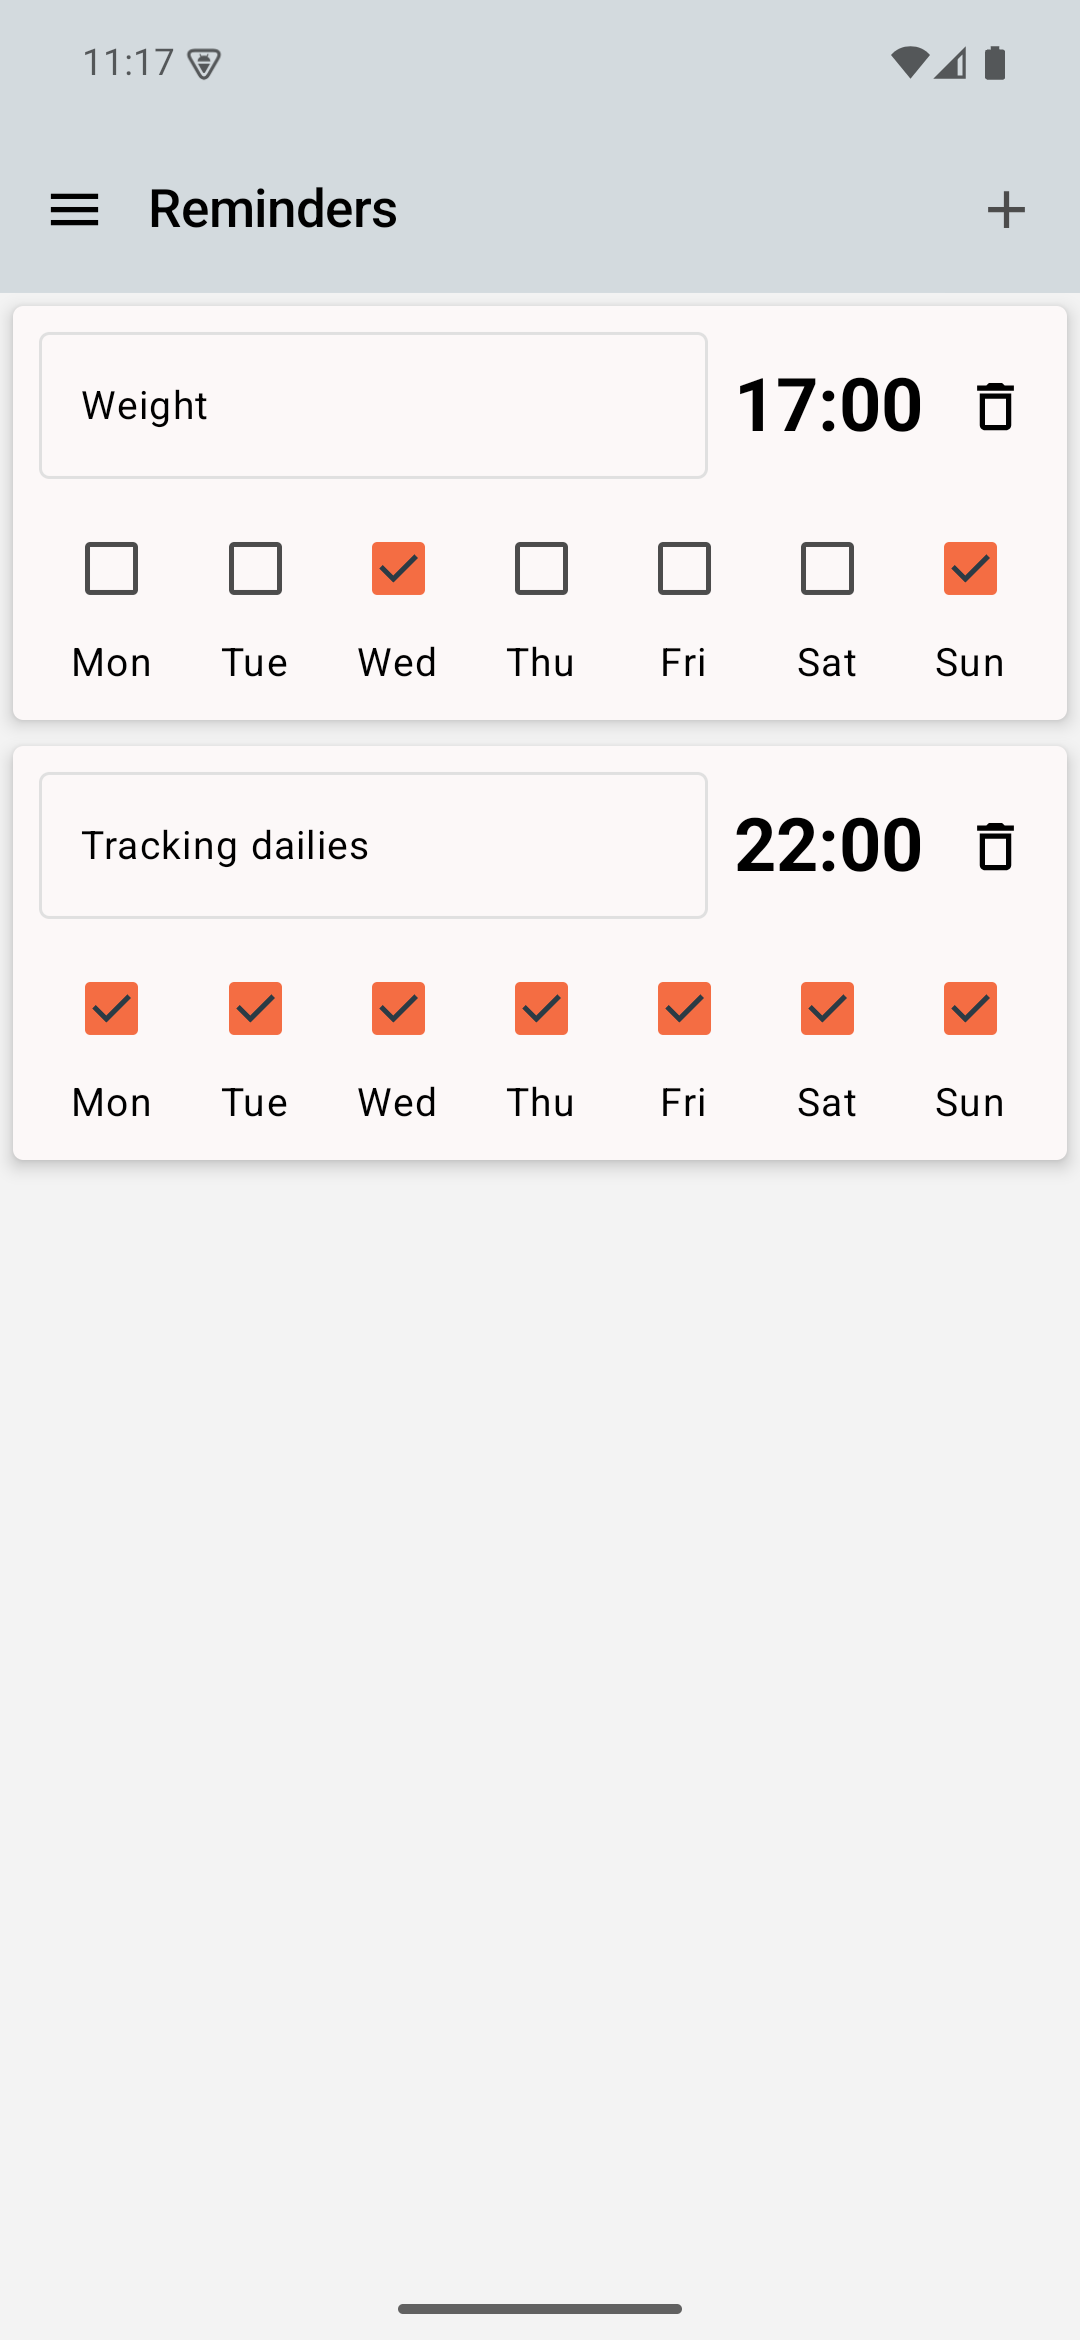 11:17
Reminders
Weight 17:00
Mon Tue Wed Thu Fri Sat Sun
Tracking dailies 22:00
Mon Tue Wed Thu Fri Sat Sun